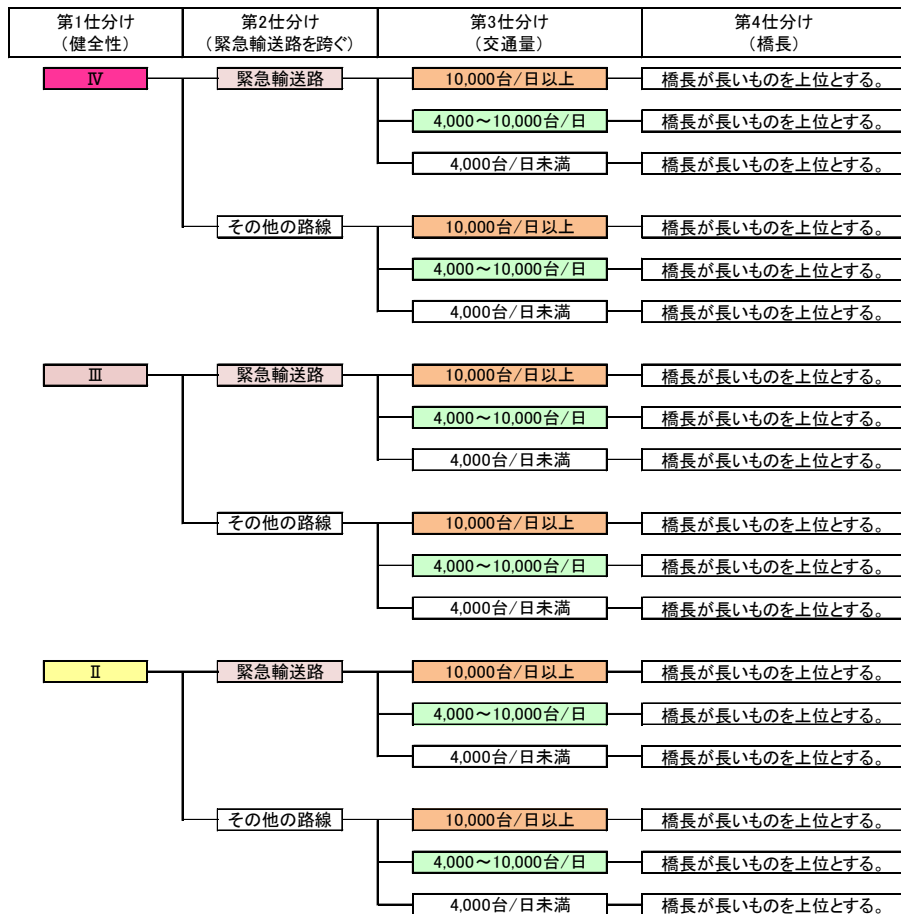 第1仕分け
（健全性）
第2仕分け
（緊急輸送路を跨ぐ）
第3仕分け
（交通量）
第4仕分け
（橋長）
Ⅳ
緊急輸送路
10,000台/日以上
橋長が長いものを上位とする。
4,000～10,000台/日
橋長が長いものを上位とする。
4,000台/日未満
橋長が長いものを上位とする。
その他の路線
10,000台/日以上
橋長が長いものを上位とする。
4,000～10,000台/日
橋長が長いものを上位とする。
4,000台/日未満
橋長が長いものを上位とする。
Ⅲ
緊急輸送路
10,000台/日以上
橋長が長いものを上位とする。
4,000～10,000台/日
橋長が長いものを上位とする。
4,000台/日未満
橋長が長いものを上位とする。
その他の路線
10,000台/日以上
橋長が長いものを上位とする。
4,000～10,000台/日
橋長が長いものを上位とする。
4,000台/日未満
橋長が長いものを上位とする。
Ⅱ
緊急輸送路
10,000台/日以上
橋長が長いものを上位とする。
4,000～10,000台/日
橋長が長いものを上位とする。
4,000台/日未満
橋長が長いものを上位とする。
その他の路線
10,000台/日以上
橋長が長いものを上位とする。
4,000～10,000台/日
橋長が長いものを上位とする。
4,000台/日未満
橋長が長いものを上位とする。